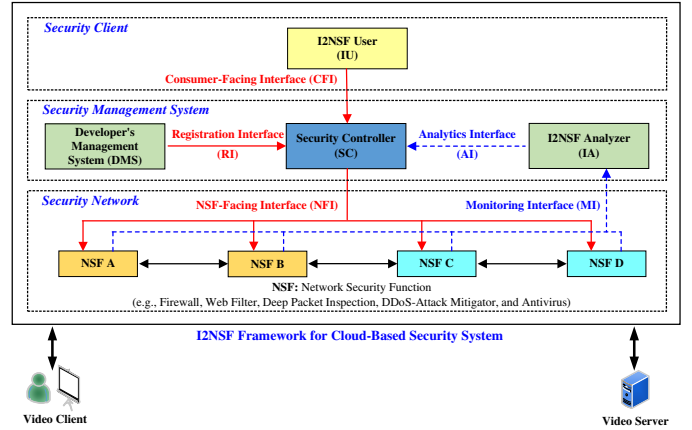 Security Client
I2NSF User
(IU)
Consumer-Facing Interface (CFI)
Security Management System
Developer's
Management
System (DMS)
Registration Interface
(RI)
Security Controller
(SC)
Analytics Interface
(AI)
I2NSF Analyzer
(IA)
Security Network
NSF-Facing Interface (NFI)
Monitoring Interface (MI)
NSF A
NSF B
NSF C
NSF D
NSF: Network Security Function
(e.g., Firewall, Web Filter, Deep Packet Inspection, DDoS-Attack Mitigator, and Antivirus)
I2NSF Framework for Cloud-Based Security System
Video Client
Video Server